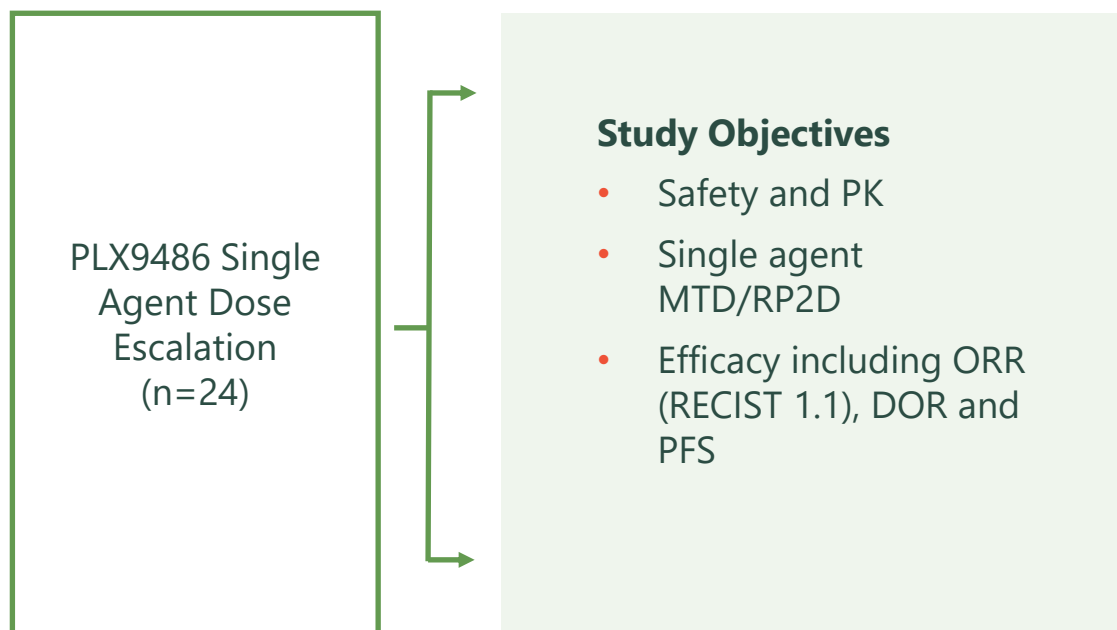 PLX9486 Single
Agent Dose
Escalation
(n=24)
Study Objectives
• Safety and PK
• Single agent
MTD/RP2D
• Efficacy including ORR
(RECIST 1.1), DOR and
PFS